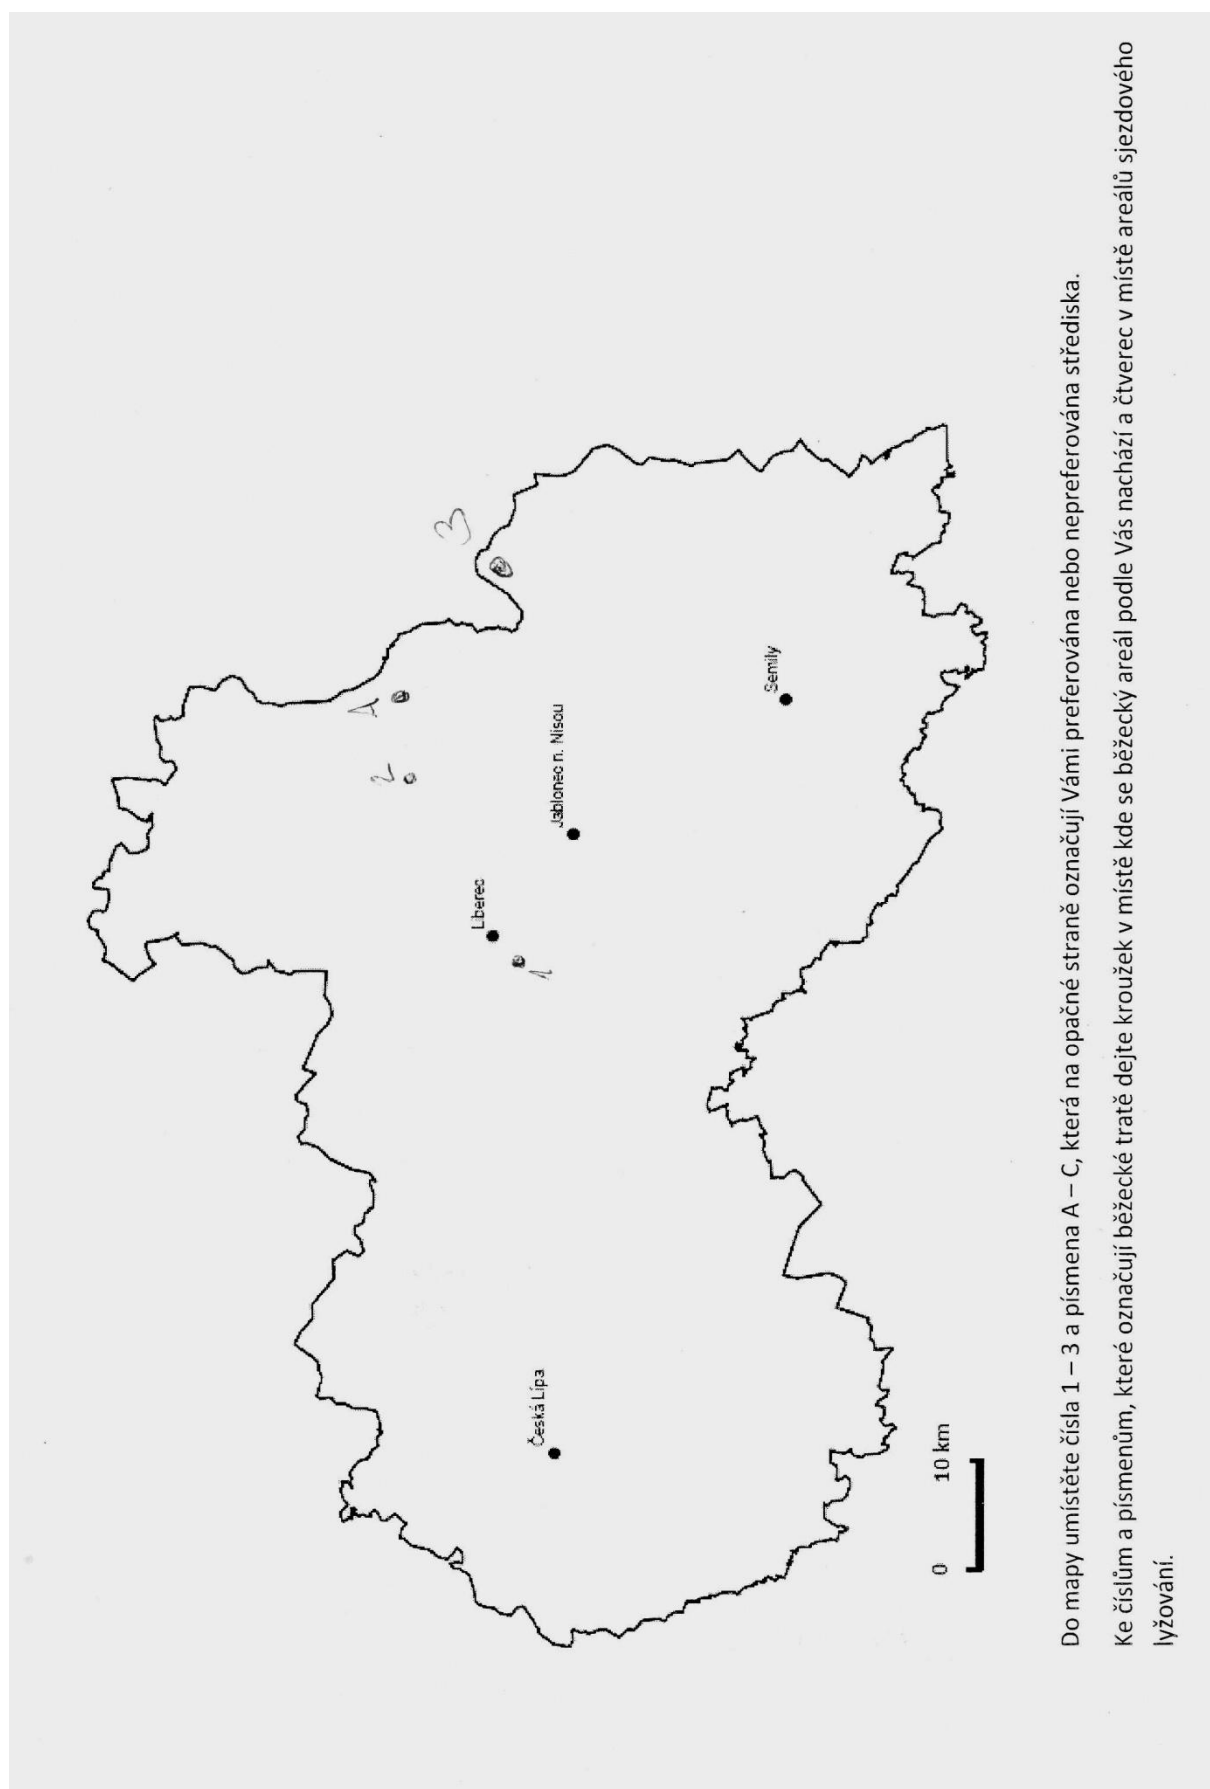 3
A
2
Liberec
1
Jablonec n. Nisou
Semily
Česká Lípa
0 10 km
Do mapy umístěte čísla 1 – 3 a písmena A – C, která na opačné straně označují Vámi preferována nebo nepreferována střediska.
Ke číslům a písmenům, které označují běžecké tratě dejte kroužek v místě kde se běžecký areál podle Vás nachází a čtverec v místě areálů sjezdového
lyžování.